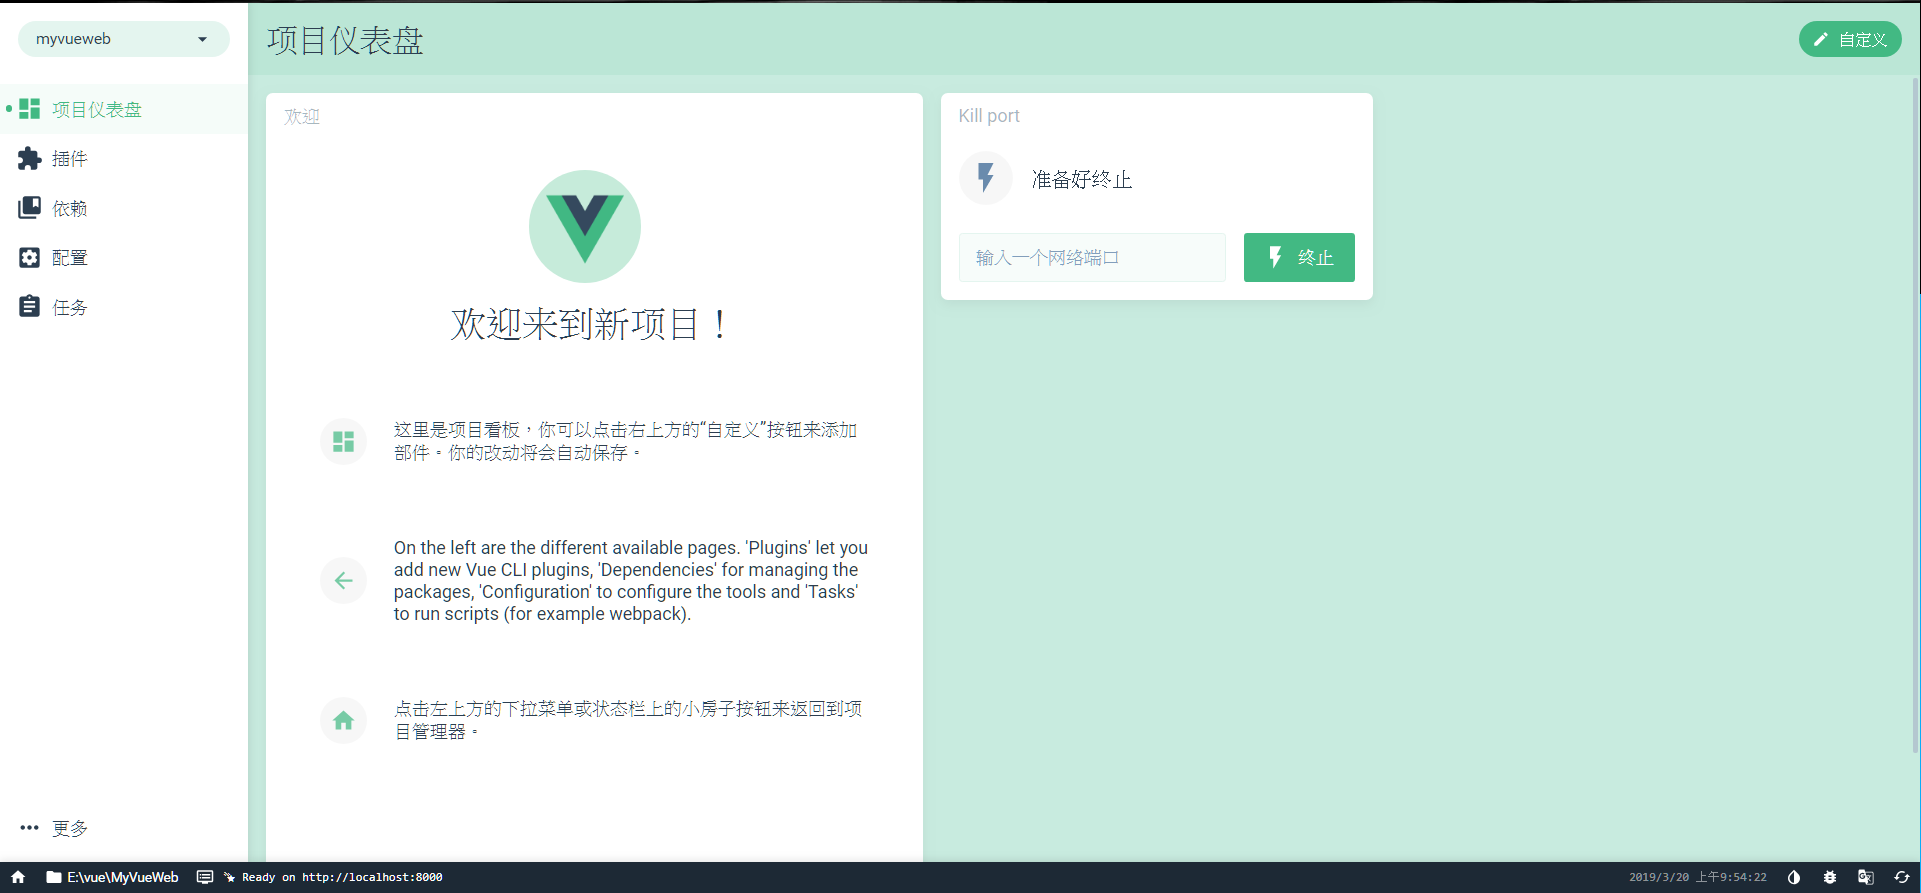 myvueweb
项目仪表盘
自定义
项目仪表盘
插件
依赖
配置
任务
更多
欢迎
欢迎来到新项目！
这里是项目看板，你可以点击右上方的“自定义”按钮来添加
部件。你的改动将会自动保存。
On the left are the different available pages. 'Plugins' let you
add new Vue CLI plugins, 'Dependencies' for managing the
packages, 'Configuration' to configure the tools and 'Tasks'
to run scripts (for example webpack).
点击左上方的下拉菜单或状态栏上的小房子按钮来返回到项
目管理器。
Kill port
准备好终止
输入一个网络端口
终止
E:\vue\MyVueWeb
Ready on http://localhost:8000
2019/3/20 上午9:54:22